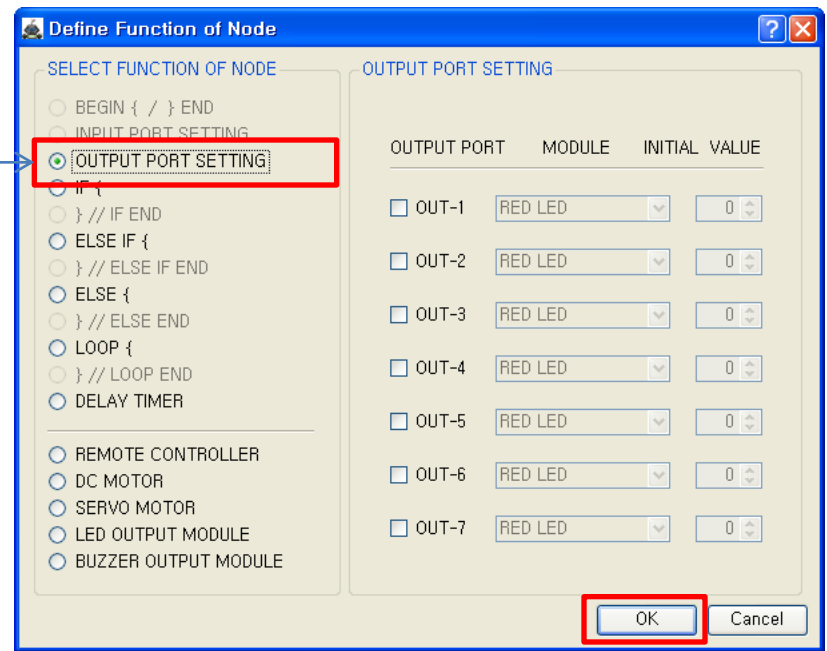 Define Function of Node
SELECT FUNCTION OF NODE
BEGIN { / } END
INPUT PORT SETTING
OUTPUT PORT SETTING
IF {
} // IF END
ELSE IF {
} // ELSE IF END
ELSE {
} // ELSE END
LOOP {
} // LOOP END
DELAY TIMER
REMOTE CONTROLLER
DC MOTOR
SERVO MOTOR
LED OUTPUT MODULE
BUZZER OUTPUT MODULE
OUTPUT PORT SETTING
OUTPUT PORT MODULE INITIAL VALUE
OUT-1 RED LED 0
OUT-2 RED LED 0
OUT-3 RED LED 0
OUT-4 RED LED 0
OUT-5 RED LED 0
OUT-6 RED LED 0
OUT-7 RED LED 0
OK Cancel